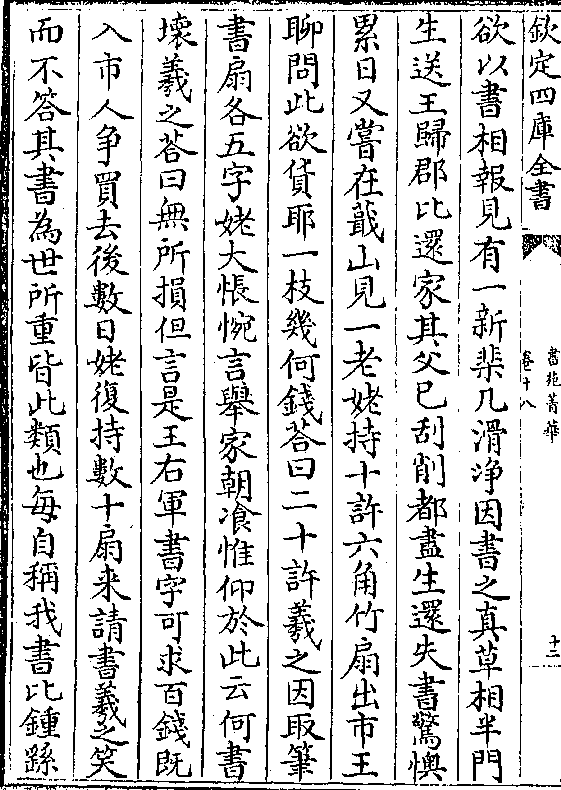 欽定四庫全書
書苑菁華
卷十八
十二
欲以書相報見有一新棐几滑净因書之真草相半門
生送王歸郡比還家其父已刮削都盡生還失書驚懊
累日又嘗在蕺山見一老姥持十許六角竹扇出市王
聊問此欲貨耶一枝幾何錢荅曰二十許羲之因取筆
書扇各五字姥大悵惋言舉家朝飡惟仰於此云何書
壞羲之荅曰無所損但言是王右軍書字可求百錢既
入市人争買去後數日姥復持數十扇来請書羲之笑
而不答其書為世所重皆此類也每自稱我書比鍾繇